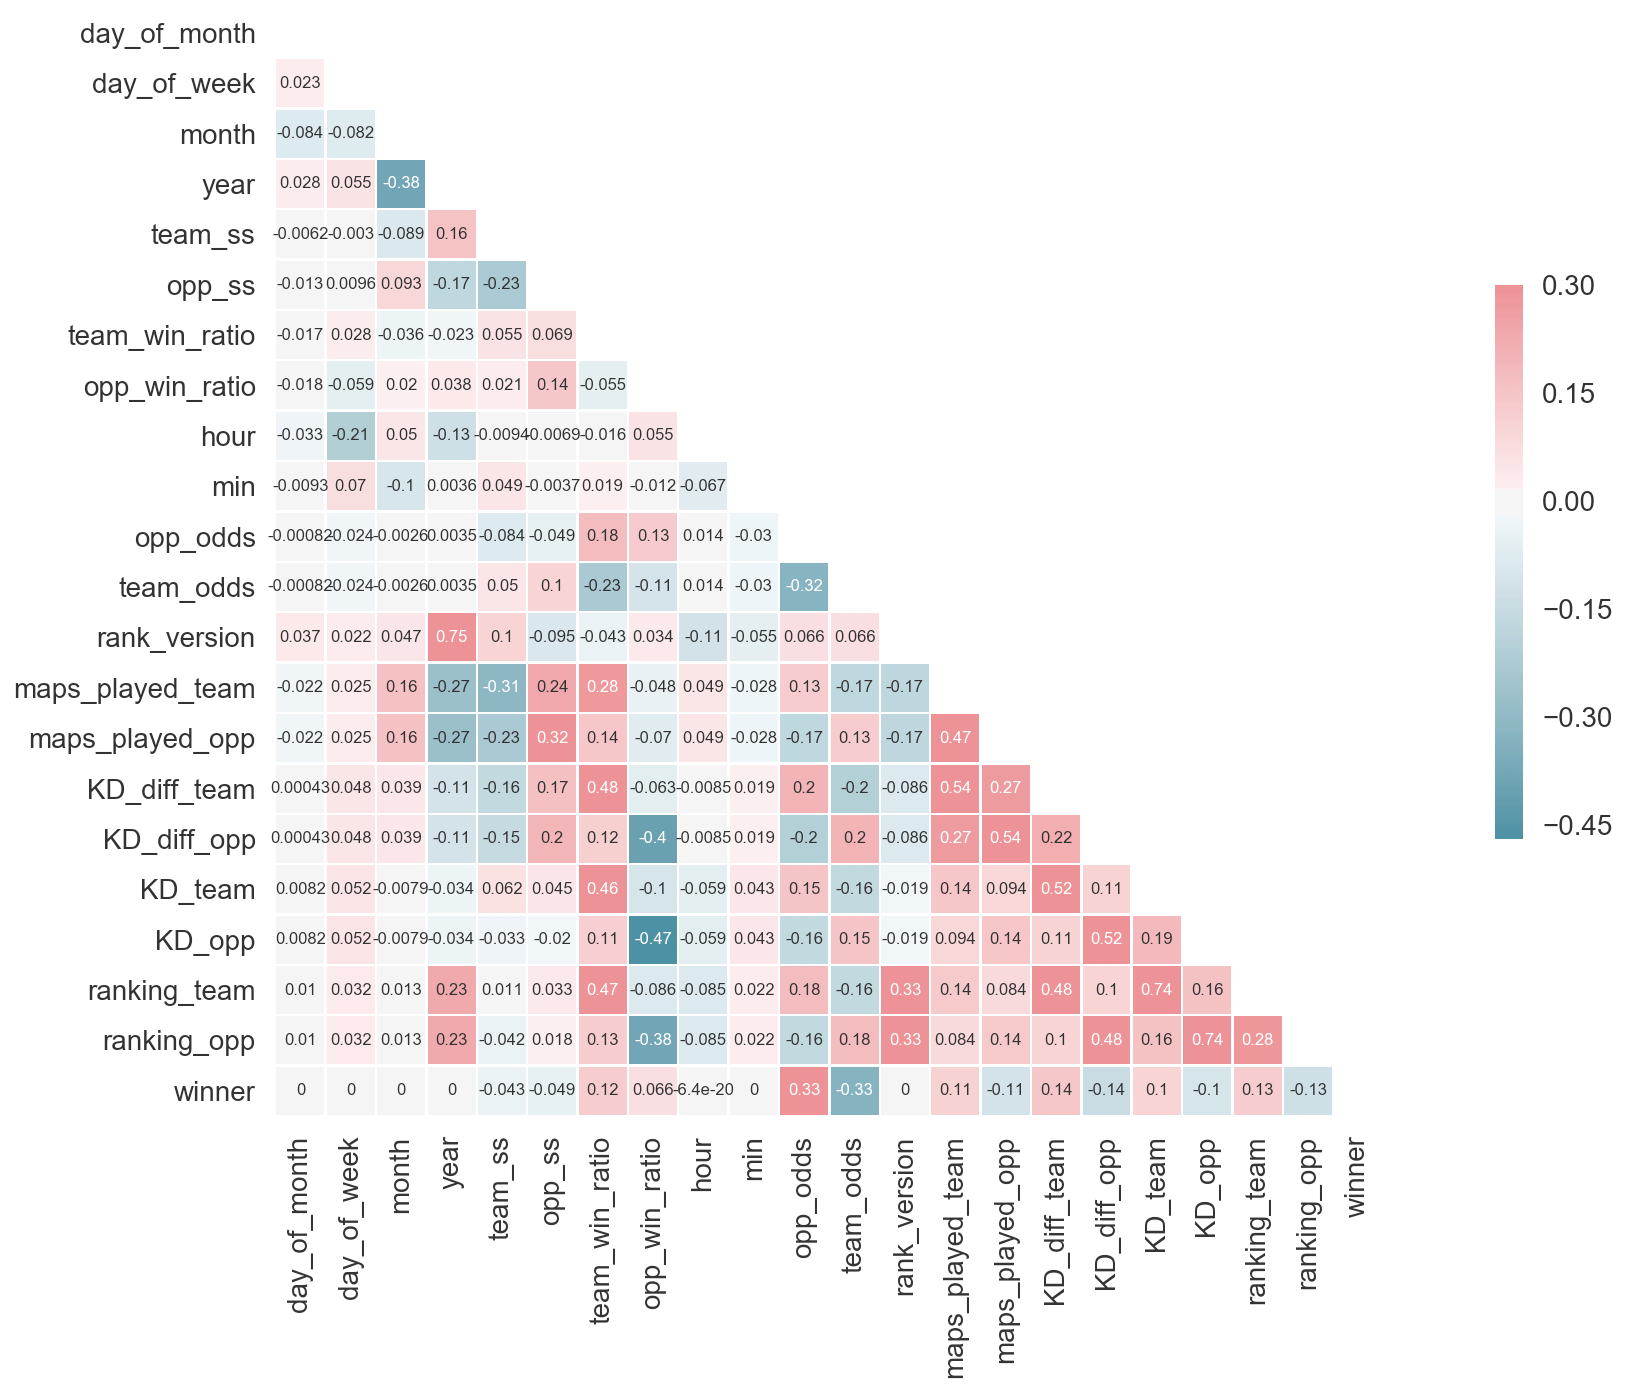 day_of_month
day_of_week 0.023
month -0.084 -0.082
year 0.028 0.055 -0.38
team_ss -0.0062 -0.003 -0.089 0.16
opp_ss -0.013 0.0096 0.093 -0.17 -0.23
team_win_ratio -0.017 0.028 -0.036 -0.023 0.055 0.069
opp_win_ratio -0.018 -0.059 0.02 0.038 0.021 0.14 -0.055
hour -0.033 -0.21 0.05 -0.13 -0.0094 -0.0069 -0.016 0.055
min -0.0093 0.07 -0.1 0.0036 0.049 -0.0037 0.019 -0.012 -0.067
opp_odds -0.00082 -0.024 -0.0026 0.0035 -0.084 -0.049 0.18 0.13 0.014 -0.03
team_odds -0.00082 -0.024 -0.0026 0.0035 0.05 0.1 -0.23 -0.11 0.014 -0.03 -0.32
rank_version 0.037 0.022 0.047 0.75 0.1 -0.095 -0.043 0.034 -0.11 -0.055 0.066 0.066
maps_played_team -0.022 0.025 0.16 -0.27 -0.31 0.24 0.28 -0.048 0.049 -0.028 0.13 -0.17 -0.17
maps_played_opp -0.022 0.025 0.16 -0.27 -0.23 0.32 0.14 -0.07 0.049 -0.028 -0.17 0.13 -0.17 0.47
KD_diff_team 0.00043 0.048 0.039 -0.11 -0.16 0.17 0.48 -0.063 -0.0085 0.019 0.2 -0.2 -0.086 0.54 0.27
KD_diff_opp 0.00043 0.048 0.039 -0.11 -0.15 0.2 0.12 -0.4 -0.0085 0.019 -0.2 0.2 -0.086 0.27 0.54 0.22
KD_team 0.0082 0.052 -0.0079 -0.034 0.062 0.045 0.46 -0.1 -0.059 0.043 0.15 -0.16 -0.019 0.14 0.094 0.52 0.11
KD_opp 0.0082 0.052 -0.0079 -0.034 -0.033 -0.02 0.11 -0.47 -0.059 0.043 -0.16 0.15 -0.019 0.094 0.14 0.11 0.52 0.19
ranking_team 0.01 0.032 0.013 0.23 0.011 0.033 0.47 -0.086 -0.085 0.022 0.18 -0.16 0.33 0.14 0.084 0.48 0.1 0.74 0.16
ranking_opp 0.01 0.032 0.013 0.23 -0.042 0.018 0.13 -0.38 -0.085 0.022 -0.16 0.18 0.33 0.084 0.14 0.1 0.48 0.16 0.74 0.28
winner 0 0 0 0 -0.043 -0.049 0.12 0.066 -6.4e-20 0 0.33 -0.33 0 0.11 -0.11 0.14 -0.14 0.1 -0.1 0.13 -0.13
day_of_month
day_of_week
month
year
team_ss
opp_ss
team_win_ratio
opp_win_ratio
hour
min
opp_odds
team_odds
rank_version
maps_played_team
maps_played_opp
KD_diff_team
KD_diff_opp
KD_team
KD_opp
ranking_team
ranking_opp
winner
0.30
0.15
0.00
−0.15
−0.30
−0.45